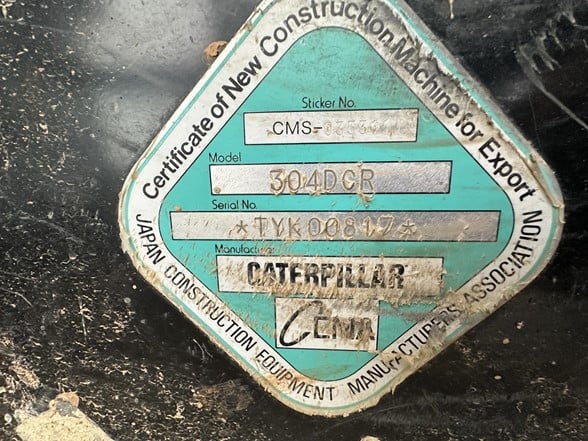 Certificate of New Construction Machine for Export
Sticker No.
CMS-
Model
304DCR
Serial No.
*TYK00817*
Manufacturer
CATERPILLAR
CEMA
JAPAN CONSTRUCTION EQUIPMENT MANUFACTURERS ASSOCIATION